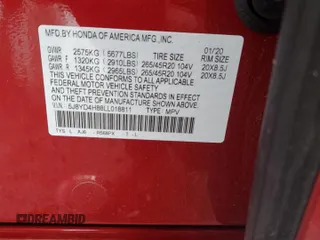 MFD.BY HONDA OF AMERICA MFG.,INC. 01/20
GVWR 2575KG (5677LBS) TIRE SIZE RIM SIZE
GAWR F 1320KG (2910LBS) 265/45R20 104V 20X8.5J
GAWR R 1345KG (2965LBS) 265/45R20 104V 20X8.5J
THIS VEHICLE CONFORMS TO ALL APPLICABLE
FEDERAL MOTOR VEHICLE SAFETY AND
THEFT PREVENTION STANDARDS IN EFFECT ON
THE DATE OF MANUFACTURE SHOWN ABOVE.
TYPE: MPV
DREAMBID